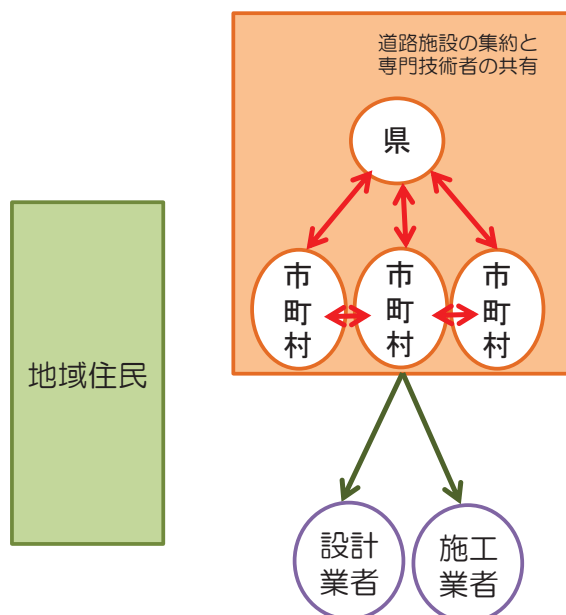 道路施設の集約と
専門技術者の共有
県
市町村
市町村
市町村
地域住民
設計
業者
施工
業者